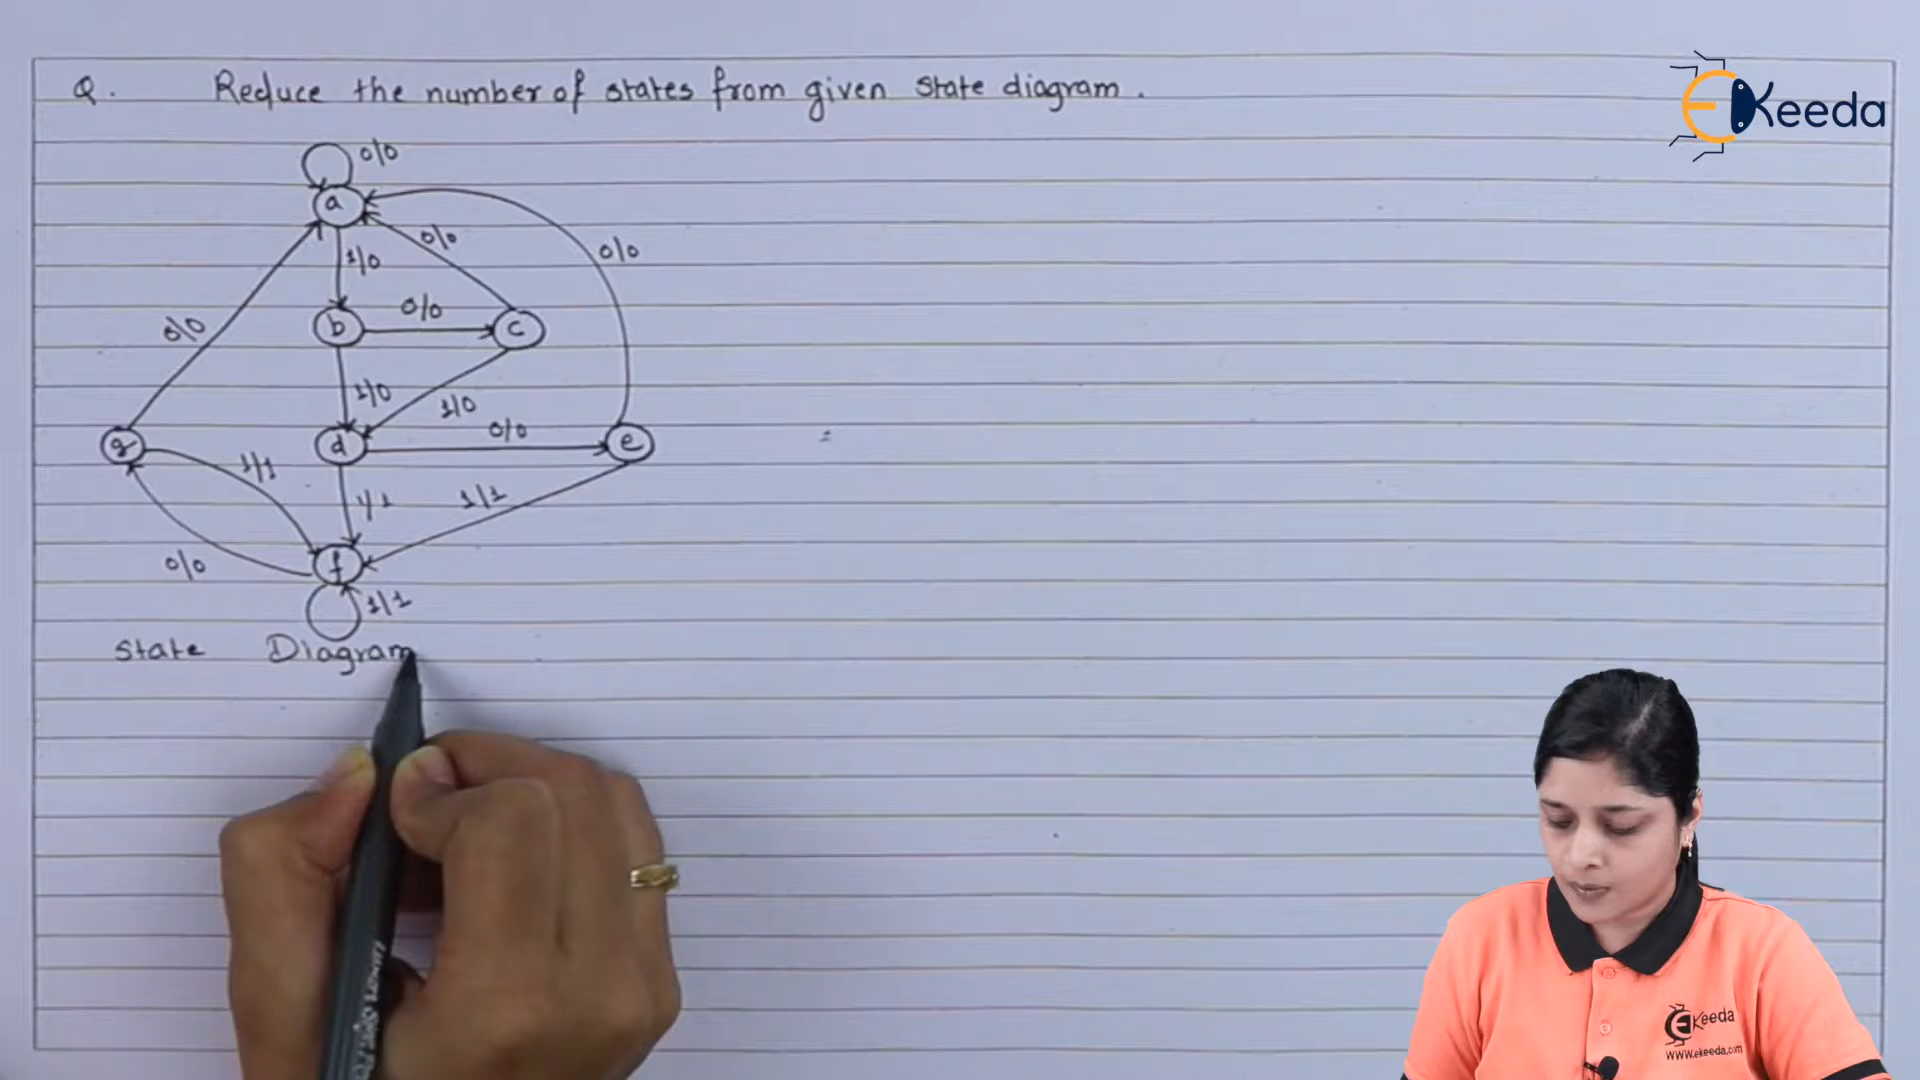 Q. Reduce the number of states from given state diagram.
EKeeda
0/0
a
0/0
1/0
0/0
0/0
b
0/0
c
1/0
1/0
g
1/1
d
0/0
e
1/1
1/1
0/0
f
1/1
State Diagram
EKeeda
www.ekeeda.com